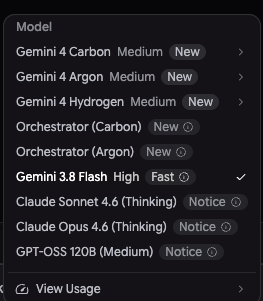 Model
Gemini 4 Carbon Medium New
Gemini 4 Argon Medium New
Gemini 4 Hydrogen Medium New
Orchestrator (Carbon) New
Orchestrator (Argon) New
Gemini 3.8 Flash High Fast
Claude Sonnet 4.6 (Thinking) Notice
Claude Opus 4.6 (Thinking) Notice
GPT-OSS 120B (Medium) Notice
View Usage